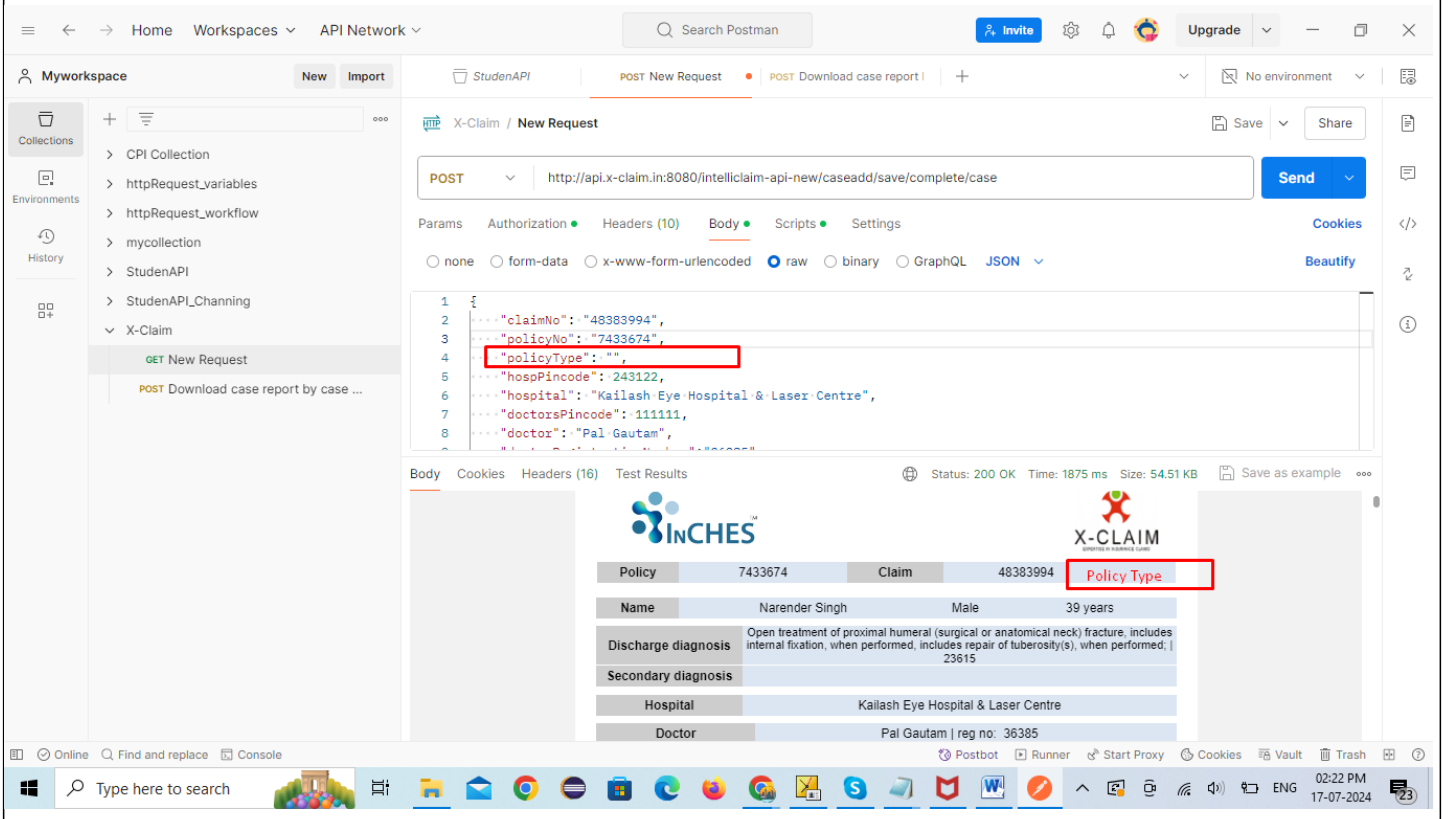 Home Workspaces API Network Search Postman Invite Upgrade
Myworkspace New Import StudenAPI POST New Request POST Download case report No environment
Collections
Environments
History
CPI Collection
httpRequest_variables
httpRequest_workflow
mycollection
StudenAPI
StudenAPI_Channing
X-Claim
GET New Request
POST Download case report by case ...
HTTP X-Claim / New Request Save Share
POST http://api.x-claim.in:8080/intelliclaim-api-new/caseadd/save/complete/case Send
Params Authorization Headers (10) Body Scripts Settings Cookies
none form-data x-www-form-urlencoded raw binary GraphQL JSON Beautify
1 {
2 "claimNo": "48383994",
3 "policyNo": "7433674",
4 "policyType": "",
5 "hospPincode": 243122,
6 "hospital": "Kailash Eye Hospital & Laser Centre",
7 "doctorsPincode": 111111,
8 "doctor": "Pal Gautam",
Body Cookies Headers (16) Test Results Status: 200 OK Time: 1875 ms Size: 54.51 KB Save as example
INCHES™ X-CLAIM
Policy 7433674 Claim 48383994 Policy Type
Name Narender Singh Male 39 years
Discharge diagnosis Open treatment of proximal humeral (surgical or anatomical neck) fracture, includes
internal fixation, when performed, includes repair of tuberosity(s), when performed; |
23615
Secondary diagnosis
Hospital Kailash Eye Hospital & Laser Centre
Doctor Pal Gautam | reg no: 36385
Online Find and replace Console Postbot Runner Start Proxy Cookies Vault Trash
Type here to search ENG 02:22 PM
17-07-2024 23